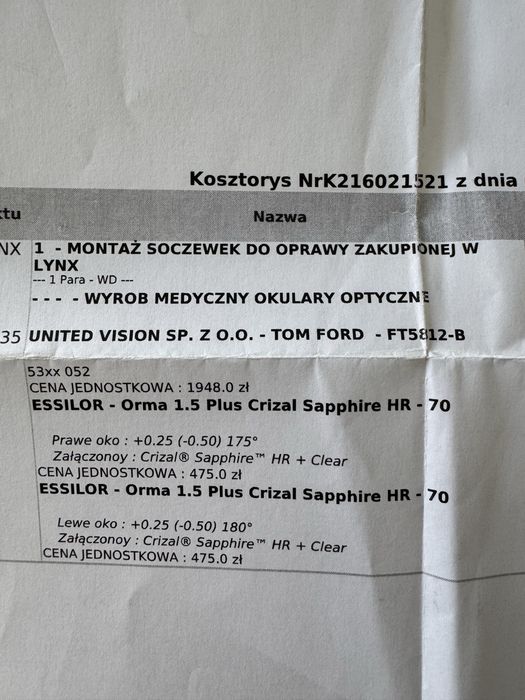 Kosztorys NrK216021521 z dnia
ktu Nazwa
NX 1 - MONTAŻ SOCZEWEK DO OPRAWY ZAKUPIONEJ W
LYNX
--- 1 Para - WD ---
- - - - WYROB MEDYCZNY OKULARY OPTYCZNE
35 UNITED VISION SP. Z O.O. - TOM FORD - FT5812-B
53xx 052
CENA JEDNOSTKOWA : 1948.0 zł
ESSILOR - Orma 1.5 Plus Crizal Sapphire HR - 70
Prawe oko : +0.25 (-0.50) 175°
Załączonoy : Crizal® Sapphire™ HR + Clear
CENA JEDNOSTKOWA : 475.0 zł
ESSILOR - Orma 1.5 Plus Crizal Sapphire HR - 70
Lewe oko : +0.25 (-0.50) 180°
Załączonoy : Crizal® Sapphire™ HR + Clear
CENA JEDNOSTKOWA : 475.0 zł